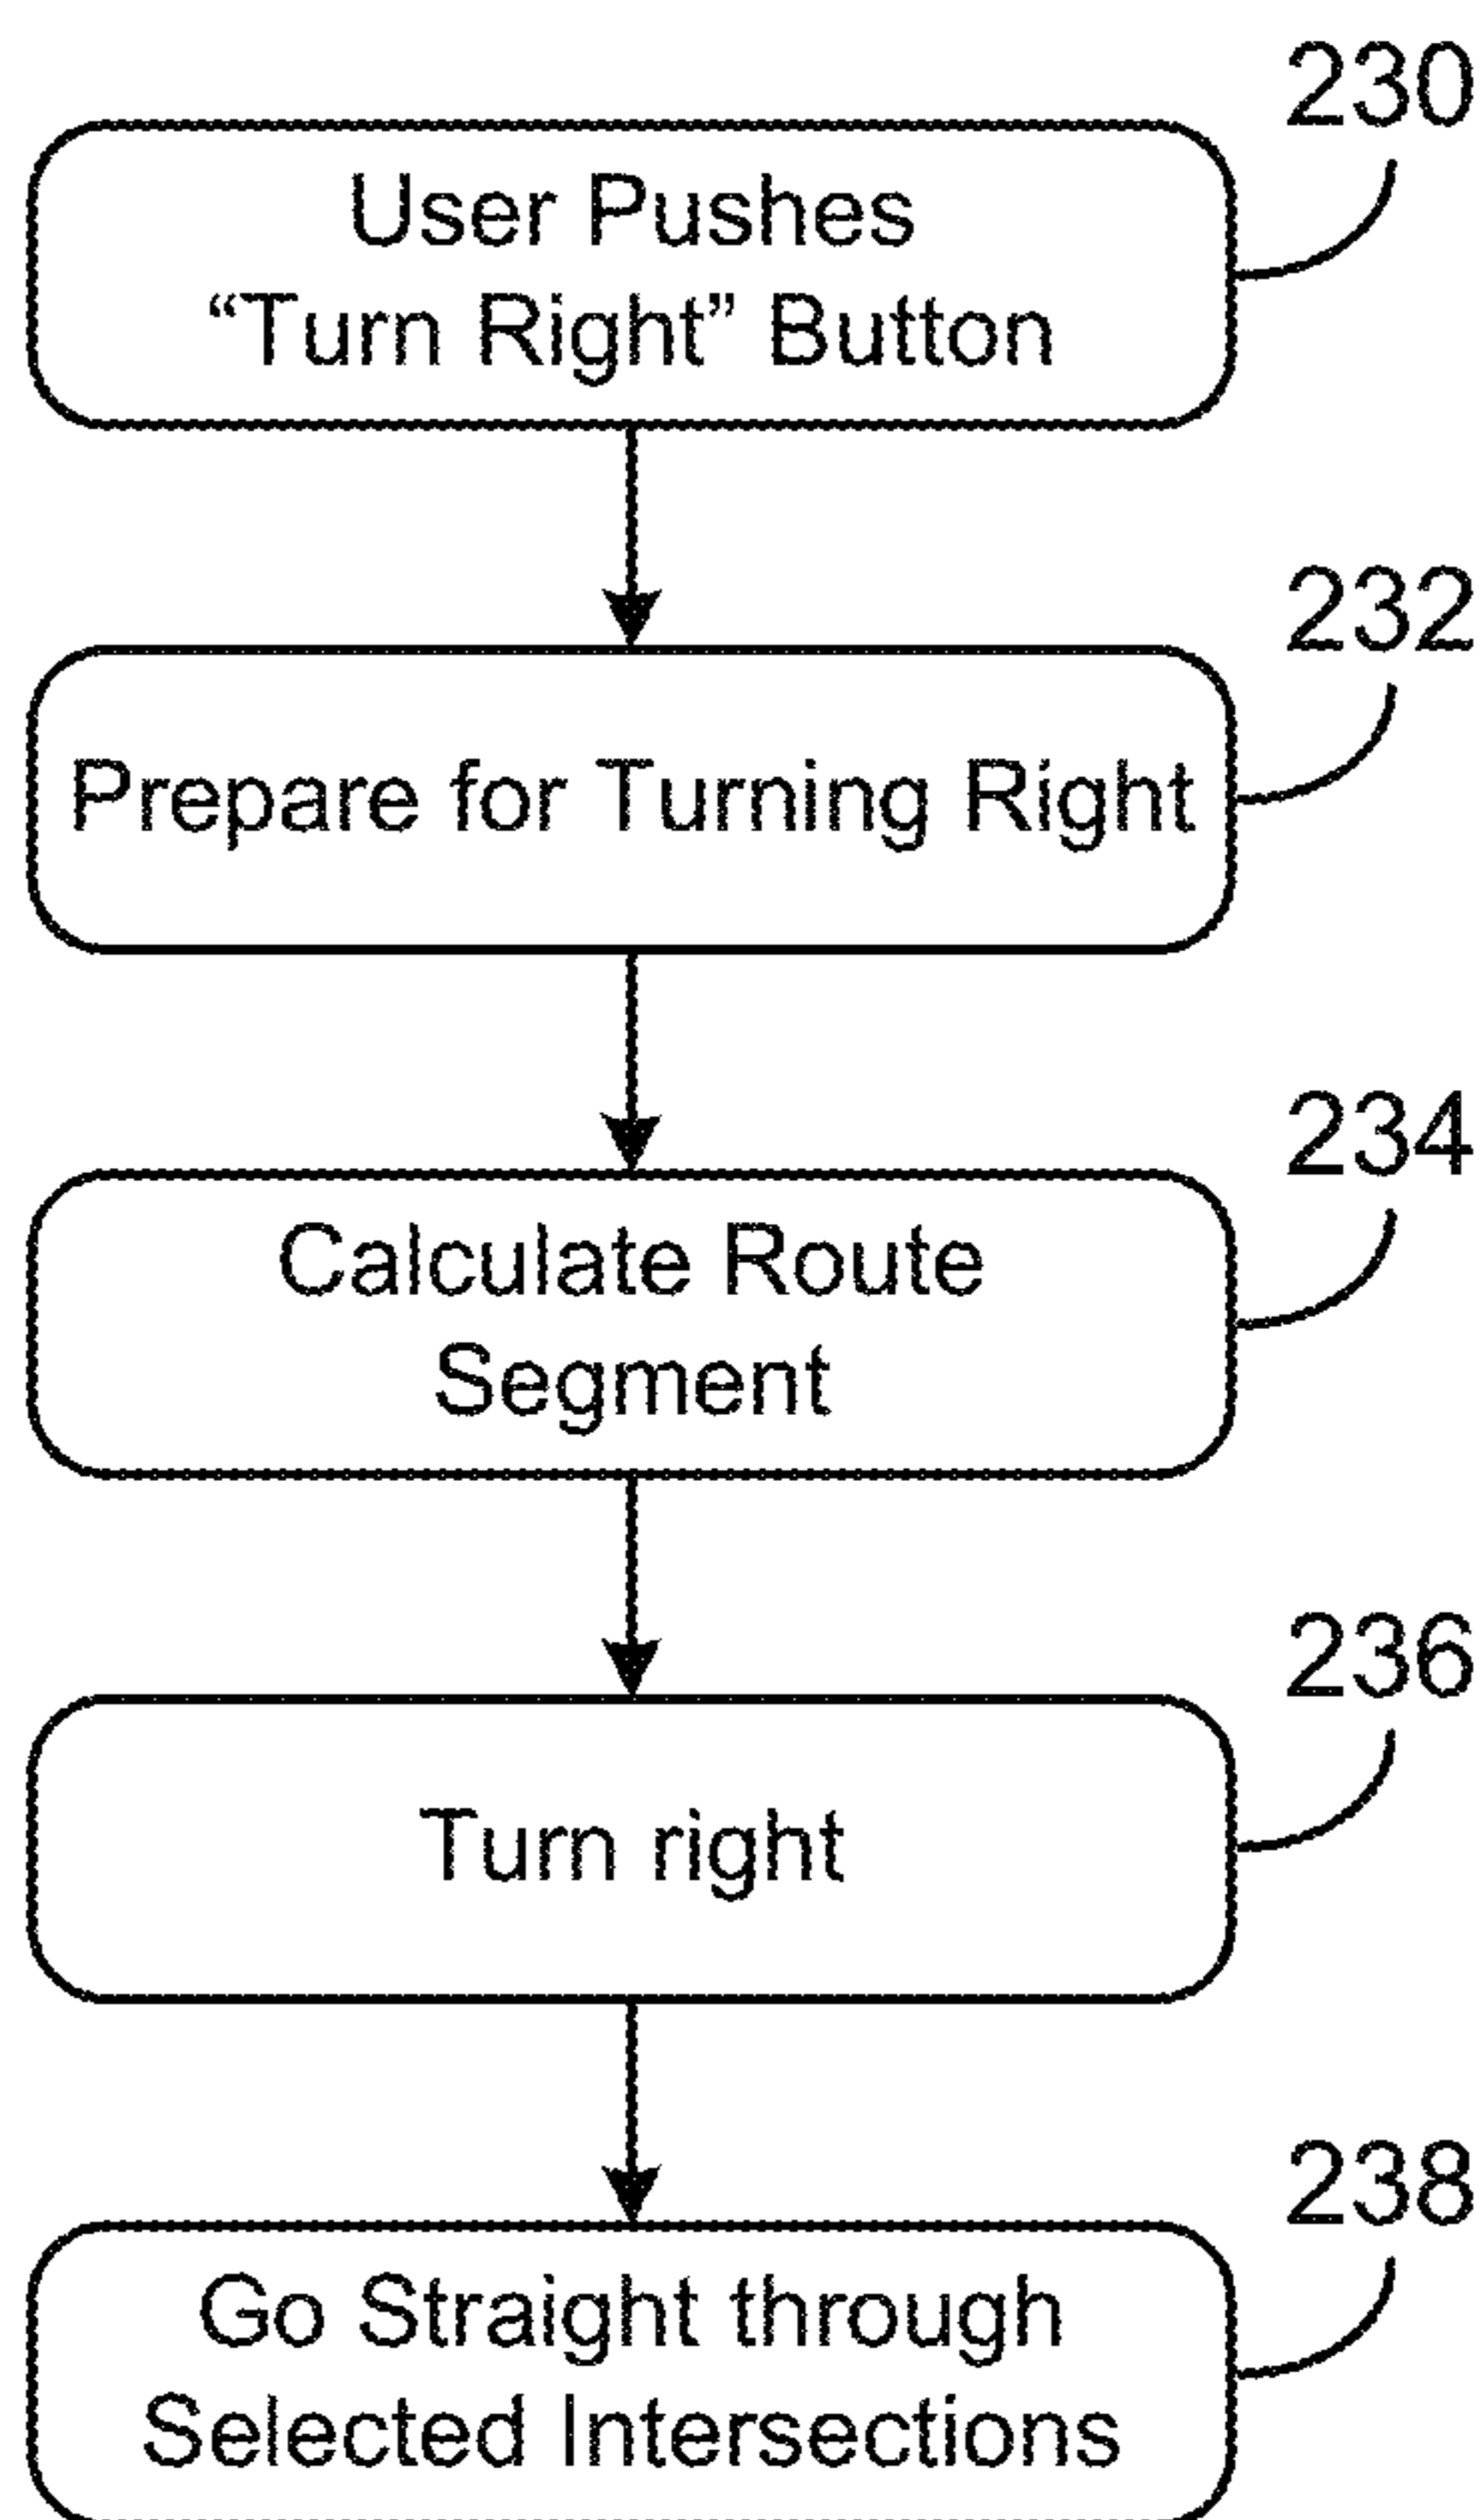 230
User Pushes
“Turn Right” Button
232
Prepare for Turning Right
234
Calculate Route
Segment
236
Turn right
238
Go Straight through
Selected Intersections